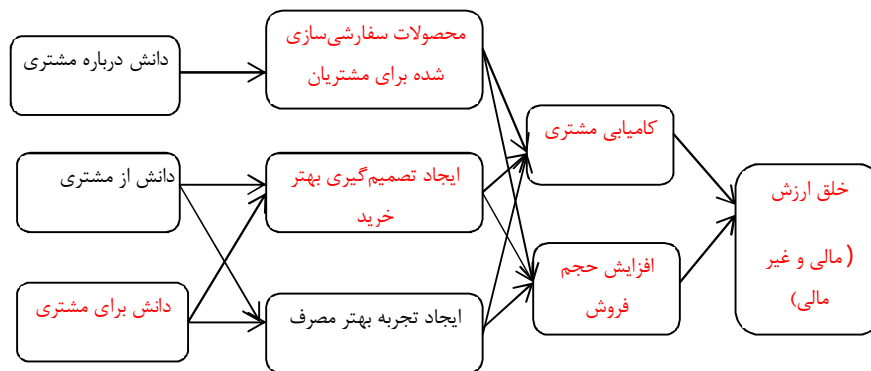 دانش درباره مشتری
محصولات سفارشی‌سازی
شده برای مشتریان
دانش از مشتری
ایجاد تصمیم‌گیری بهتر
خرید
دانش برای مشتری
ایجاد تجربه بهتر مصرف
کامیابی مشتری
افزایش حجم
فروش
خلق ارزش
(مالی و غیر
مالی)